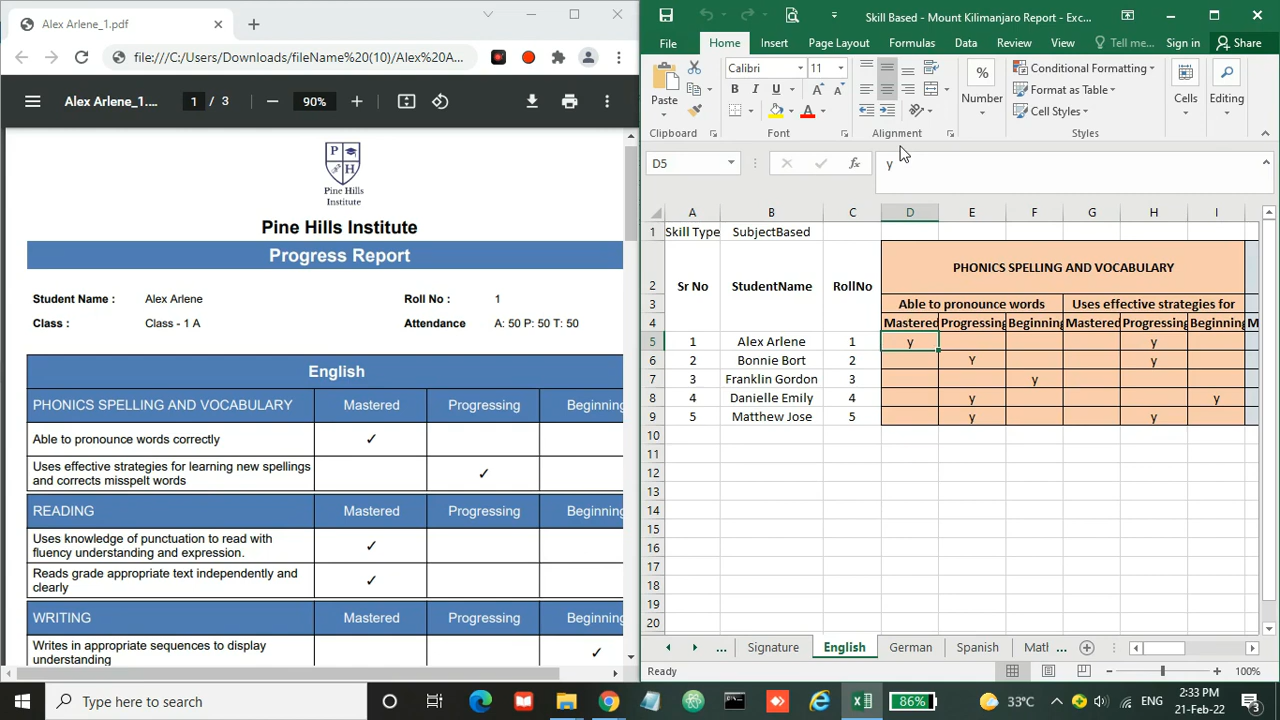 Alex Arlene_1.pdf
file:///C:/Users/Downloads/fileName%20(10)/Alex%20A...
Alex Arlene_1.... 1 / 3 90%
P H
Pine Hills
Institute
Pine Hills Institute
Progress Report
Student Name : Alex Arlene Roll No : 1
Class : Class - 1 A Attendance A: 50 P: 50 T: 50
English
PHONICS SPELLING AND VOCABULARY Mastered Progressing Beginning
Able to pronounce words correctly ✓
Uses effective strategies for learning new spellings
and corrects misspelt words ✓
READING Mastered Progressing Beginning
Uses knowledge of punctuation to read with
fluency understanding and expression. ✓
Reads grade appropriate text independently and
clearly ✓
WRITING Mastered Progressing Beginning
Writes in appropriate sequences to display
understanding ✓
Skill Based - Mount Kilimanjaro Report - Exc...
File Home Insert Page Layout Formulas Data Review View Tell me... Sign in Share
Paste Calibri 11 A A % Conditional Formatting
B I U A Number Format as Table Cells Editing
Cell Styles
Clipboard Font Alignment Styles
D5 fx y
A B C D E F G H I
1 Skill Type SubjectBased
2 Sr No StudentName RollNo PHONICS SPELLING AND VOCABULARY
3 Able to pronounce words Uses effective strategies for
4 Mastered Progressing Beginning Mastered Progressing Beginning M
5 1 Alex Arlene 1 y y
6 2 Bonnie Bort 2 Y y
7 3 Franklin Gordon 3 y
8 4 Danielle Emily 4 y y
9 5 Matthew Jose 5 y y
10
11
12
13
14
15
16
17
18
19
20
... Signature English German Spanish Math ...
Ready 100%
Type here to search 86% 33°C ENG 2:33 PM
21-Feb-22 3